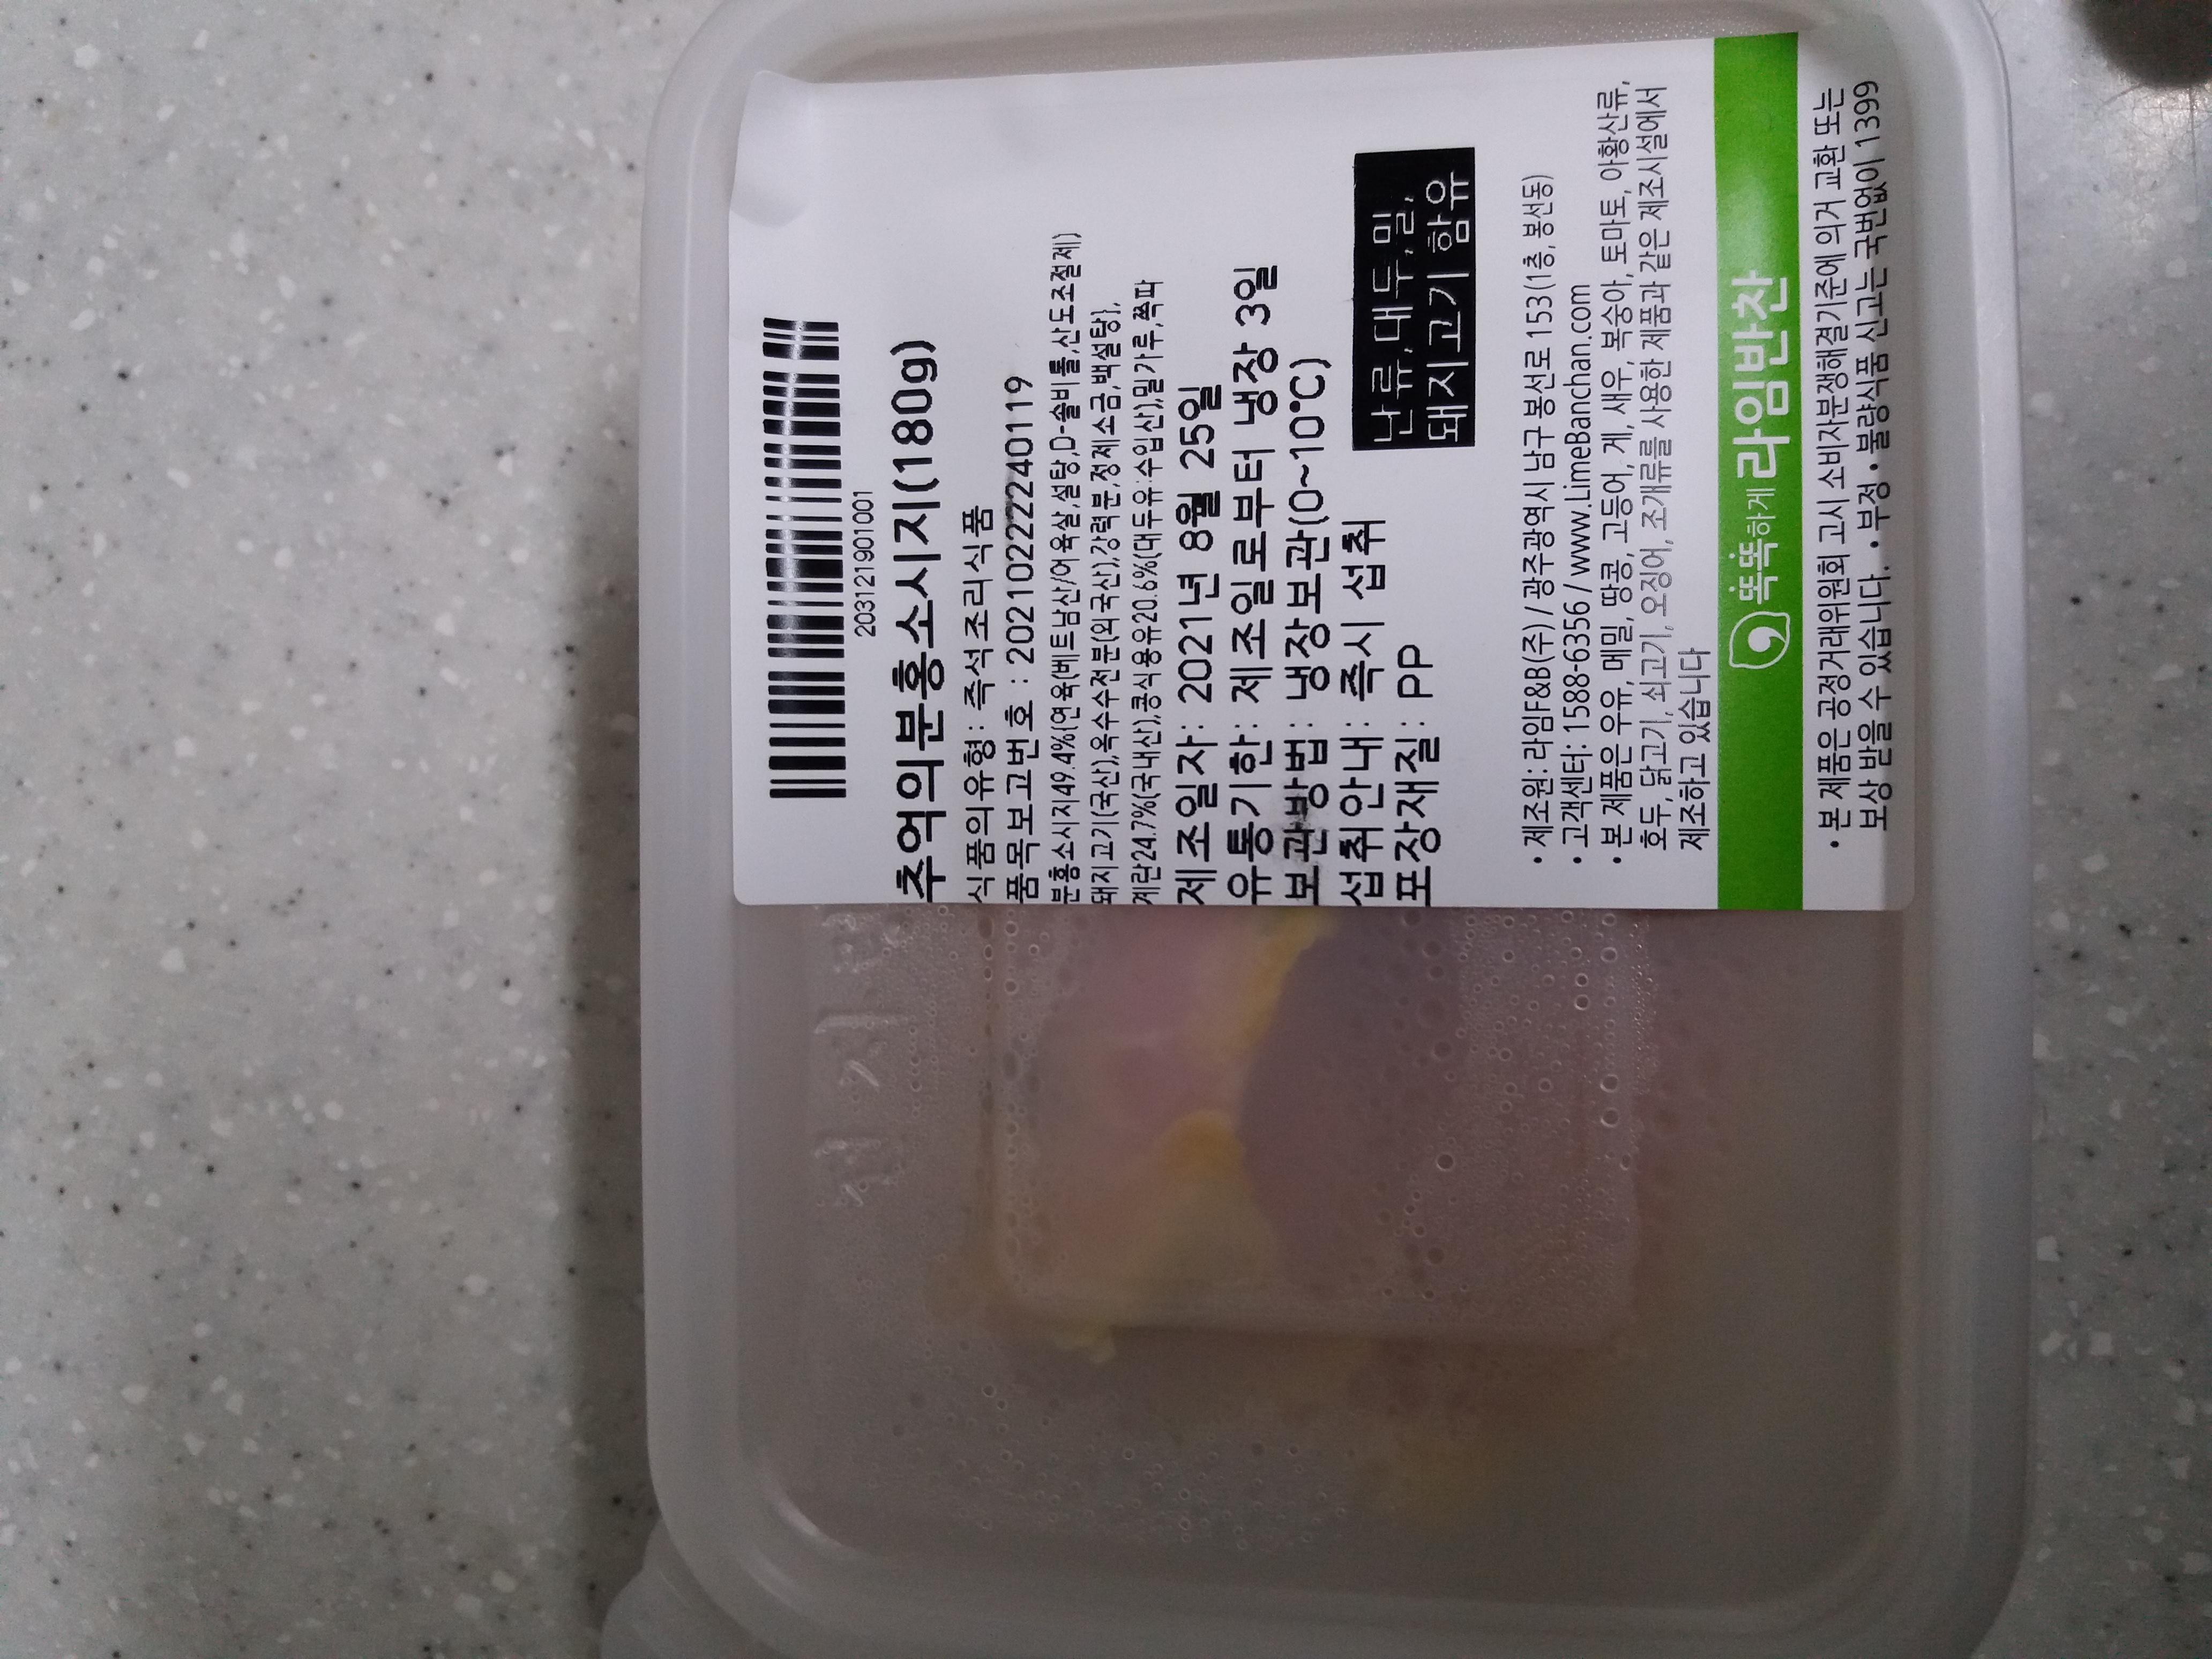 203121901001
추억의분홍소시지(180g)
식품의유형: 즉석조리식품
품목보고번호 : 20210222240119
분홍소시지49.4%(연육(베트남산/어육살,설탕,D-솔비톨,산도조절제)
돼지고기(국산),옥수수전분(외국산),강력분,정제소금,백설탕},
계란24.7%(국내산),콩식용유20.6%(대두유:수입산),밀가루,쪽파
제조일자: 2021년 8월 25일
유통기한: 제조일로부터 냉장 3일
보관방법: 냉장보관(0~10℃)
섭취안내: 즉시 섭취
포장재질: PP
난류,대두,밀,
돼지고기 함유
• 제조원: 라임F&B(주) / 광주광역시 남구 봉선로 153(1층, 봉선동)
• 고객센터: 1588-6356 / www.LimeBanchan.com
• 본 제품은 우유, 메밀, 땅콩, 고등어, 게, 새우, 복숭아, 토마토, 아황산류,
호두, 닭고기, 쇠고기, 오징어, 조개류를 사용한 제품과 같은 제조시설에서
제조하고 있습니다
똑똑하게 라임반찬
• 본 제품은 공정거래위원회 고시 소비자분쟁해결기준에 의거 교환 또는
보상 받을 수 있습니다. • 부정 • 불량식품 신고는 국번없이 1399